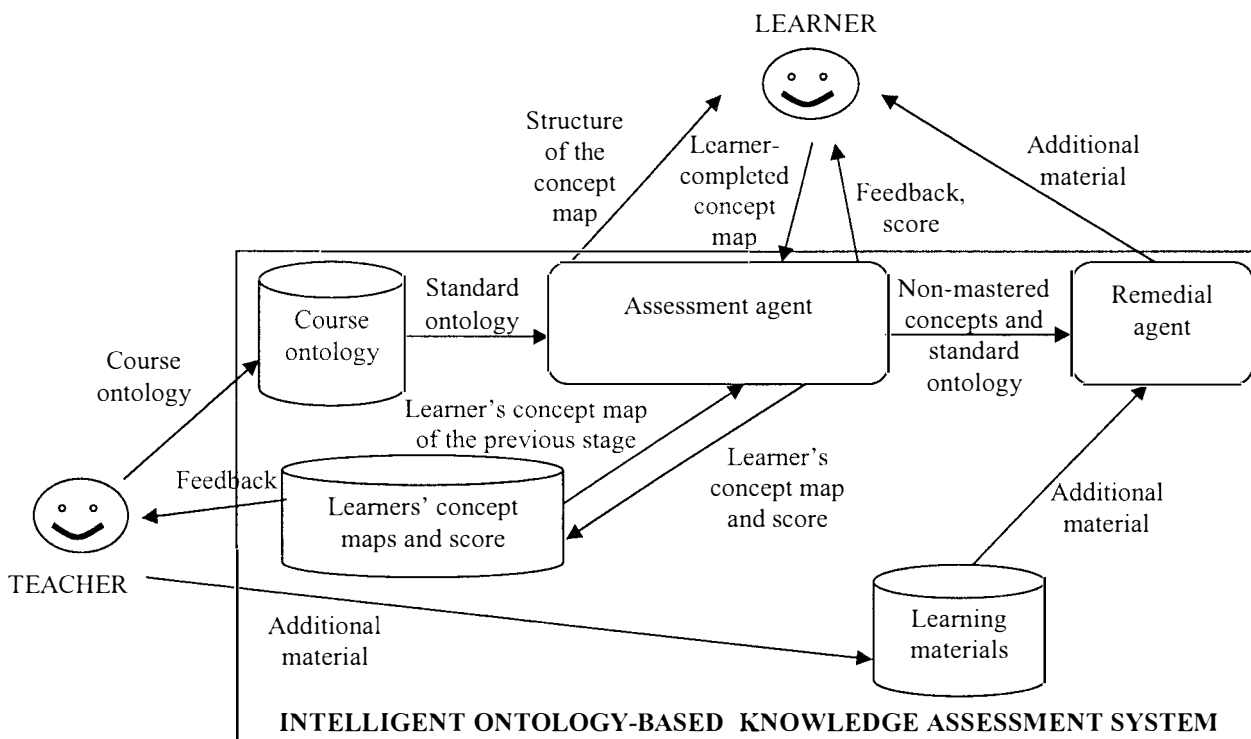 LEARNER
Structure
of the
concept
map
Learner-
completed
concept
map
Feedback,
score
Additional
material
Course
ontology
Standard
ontology
Assessment agent
Non-mastered
concepts and
standard
ontology
Remedial
agent
Course
ontology
Learner’s concept map
of the previous stage
Learner’s
concept map
and score
Feedback
Learners’ concept
maps and score
Additional
material
TEACHER
Additional
material
Learning
materials
INTELLIGENT ONTOLOGY-BASED KNOWLEDGE ASSESSMENT SYSTEM